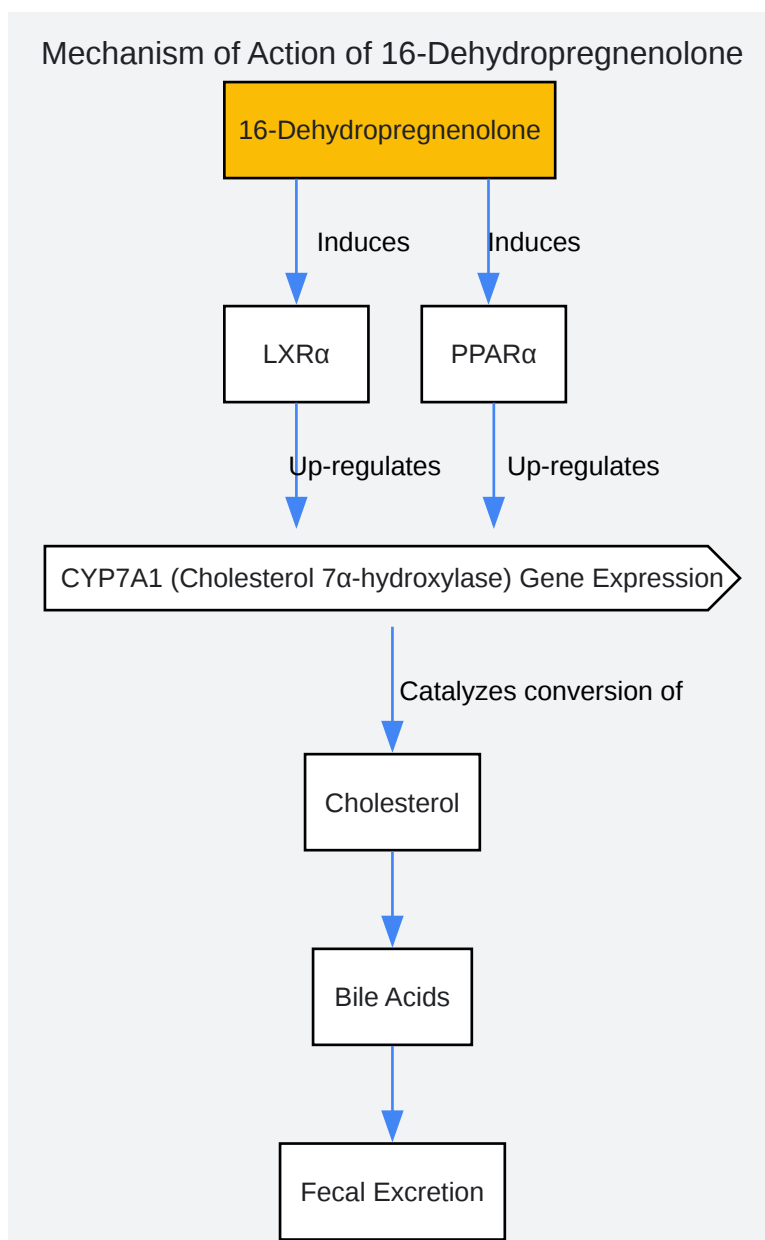 Mechanism of Action of 16-Dehydropregnenolone
16-Dehydropregnenolone
Induces
Induces
LXRα
PPARα
Up-regulates
Up-regulates
CYP7A1 (Cholesterol 7α-hydroxylase) Gene Expression
Catalyzes conversion of
Cholesterol
Bile Acids
Fecal Excretion